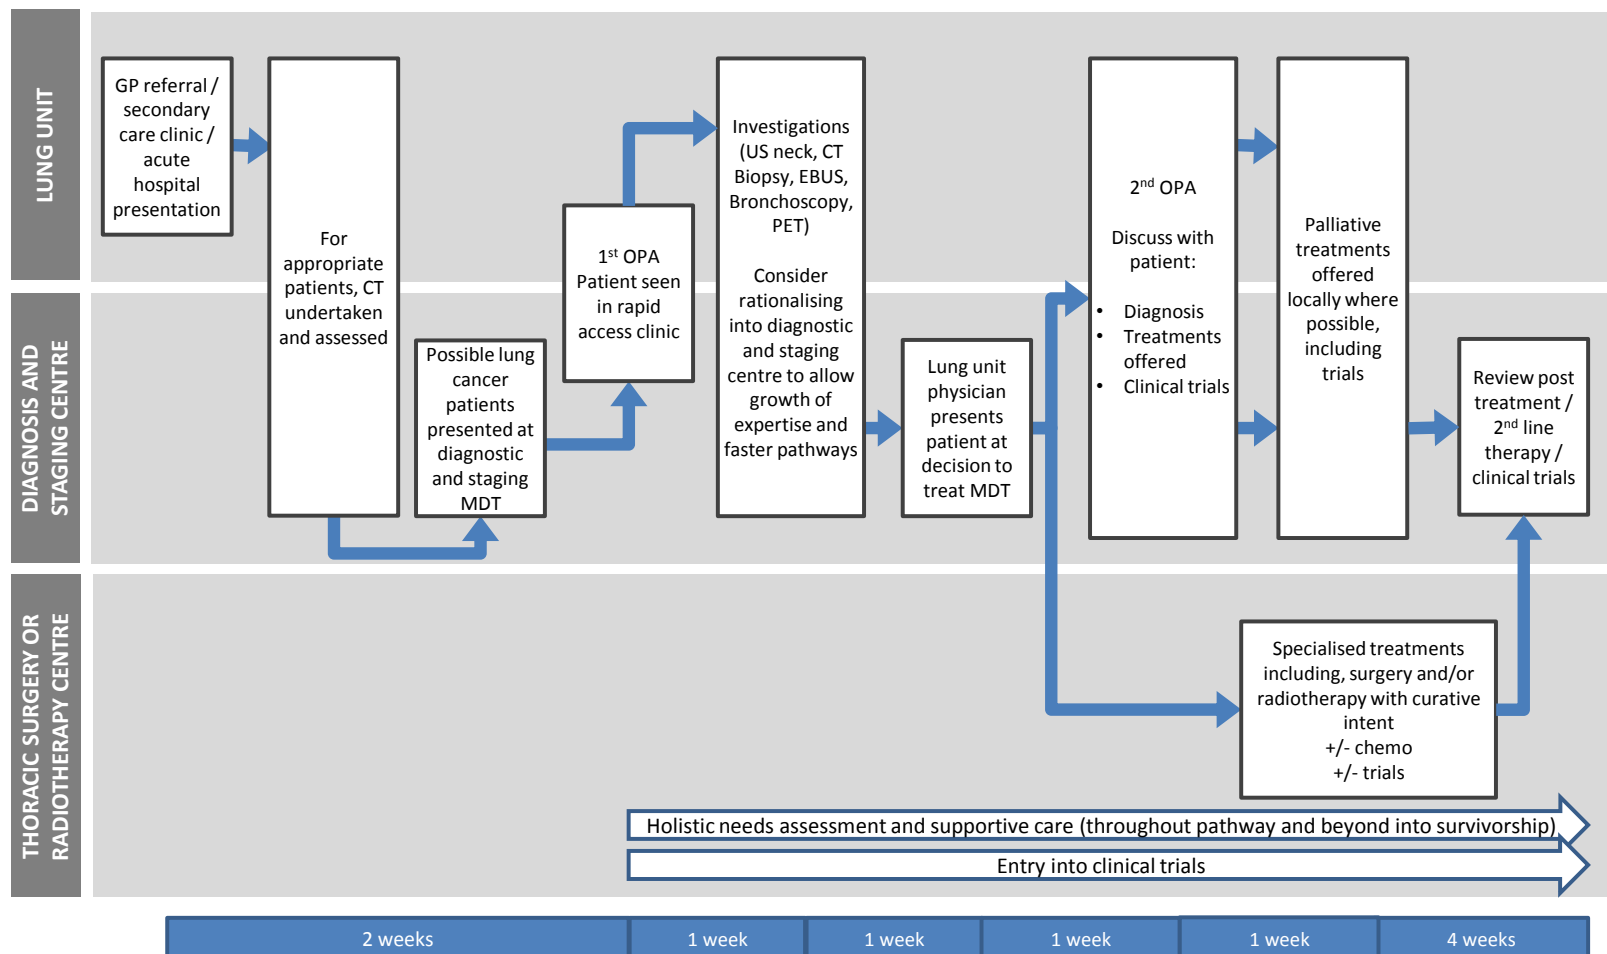 LUNG UNIT
GP referral /
secondary
care clinic /
acute
hospital
presentation
For
appropriate
patients, CT
undertaken
and assessed
Possible lung
cancer
patients
presented at
diagnostic
and staging
MDT
1st OPA
Patient seen
in rapid
access clinic
Investigations
(US neck, CT
Biopsy, EBUS,
Bronchoscopy,
PET)
Consider
rationalising
into diagnostic
and staging
centre to allow
growth of
expertise and
faster pathways
DIAGNOSIS AND
STAGING CENTRE
Lung unit
physician
presents
patient at
decision to
treat MDT
2nd OPA
Discuss with
patient:
• Diagnosis
• Treatments
offered
• Clinical trials
Palliative
treatments
offered
locally where
possible,
including
trials
Review post
treatment /
2nd line
therapy /
clinical trials
THORACIC SURGERY OR
RADIOTHERAPY CENTRE
Specialised treatments
including, surgery and/or
radiotherapy with curative
intent
+/- chemo
+/- trials
Holistic needs assessment and supportive care (throughout pathway and beyond into survivorship)
Entry into clinical trials
2 weeks
1 week
1 week
1 week
1 week
4 weeks